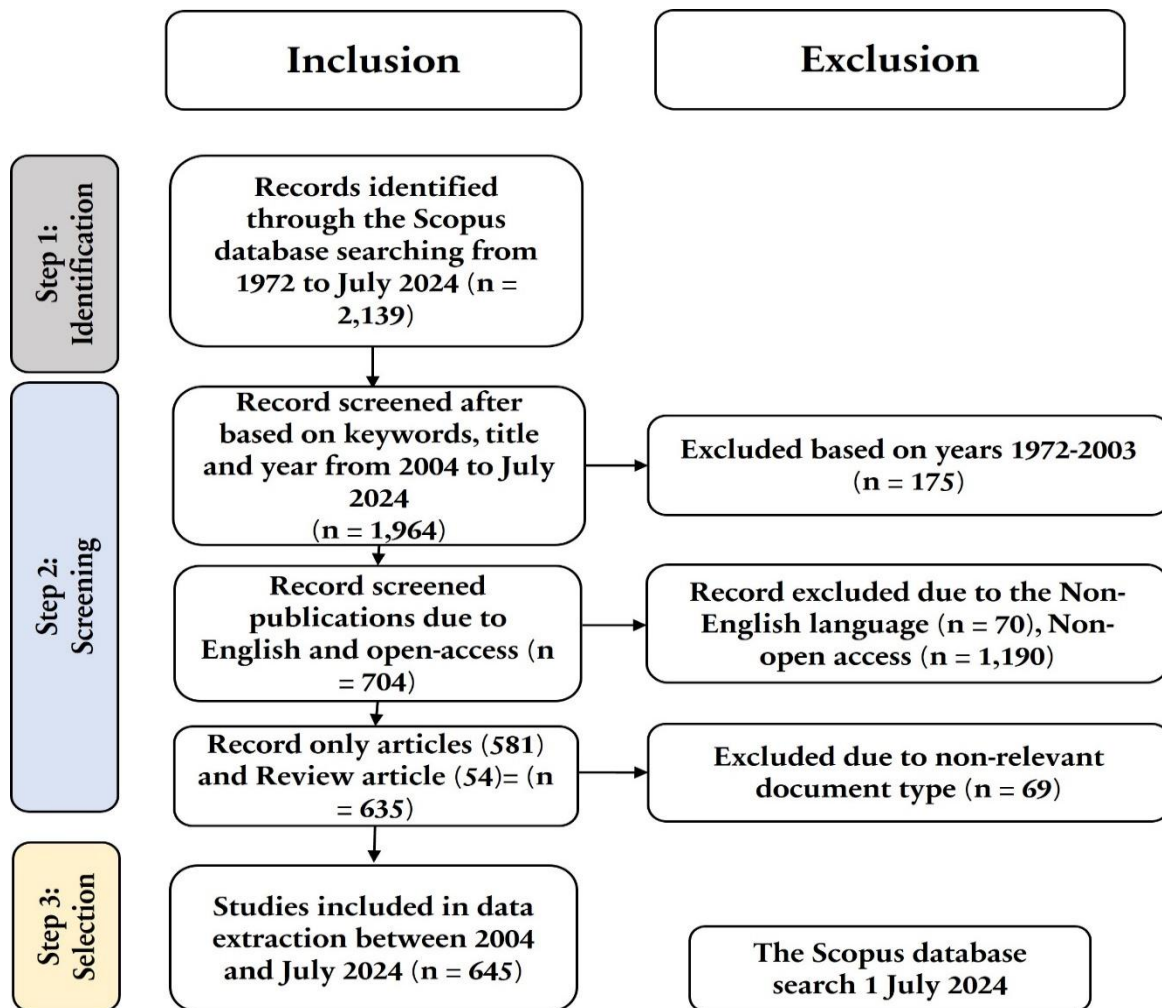 Inclusion
Exclusion
Step 1:
Identification
Records identified
through the Scopus
database searching from
1972 to July 2024 (n =
2,139)
Step 2:
Screening
Record screened after
based on keywords, title
and year from 2004 to July
2024
(n = 1,964)
Excluded based on years 1972-2003
(n = 175)
Record screened
publications due to
English and open-access (n
= 704)
Record excluded due to the Non-
English language (n = 70), Non-
open access (n = 1,190)
Record only articles (581)
and Review article (54)= (n
= 635)
Excluded due to non-relevant
document type (n = 69)
Step 3:
Selection
Studies included in data
extraction between 2004
and July 2024 (n = 645)
The Scopus database
search 1 July 2024